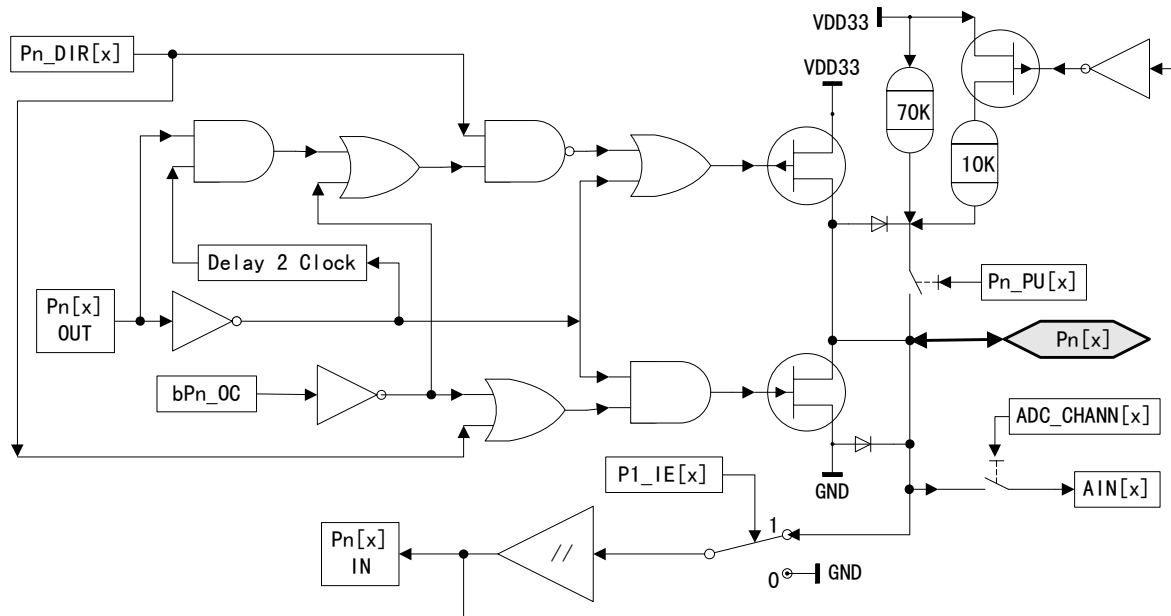 VDD33
Pn_DIR[x]
VDD33
70K
10K
Delay 2 Clock
Pn_PU[x]
Pn[x]
OUT
Pn[x]
bPn_OC
ADC_CHANN[x]
P1_IE[x]
GND
AIN[x]
Pn[x]
IN
//
1
0
GND